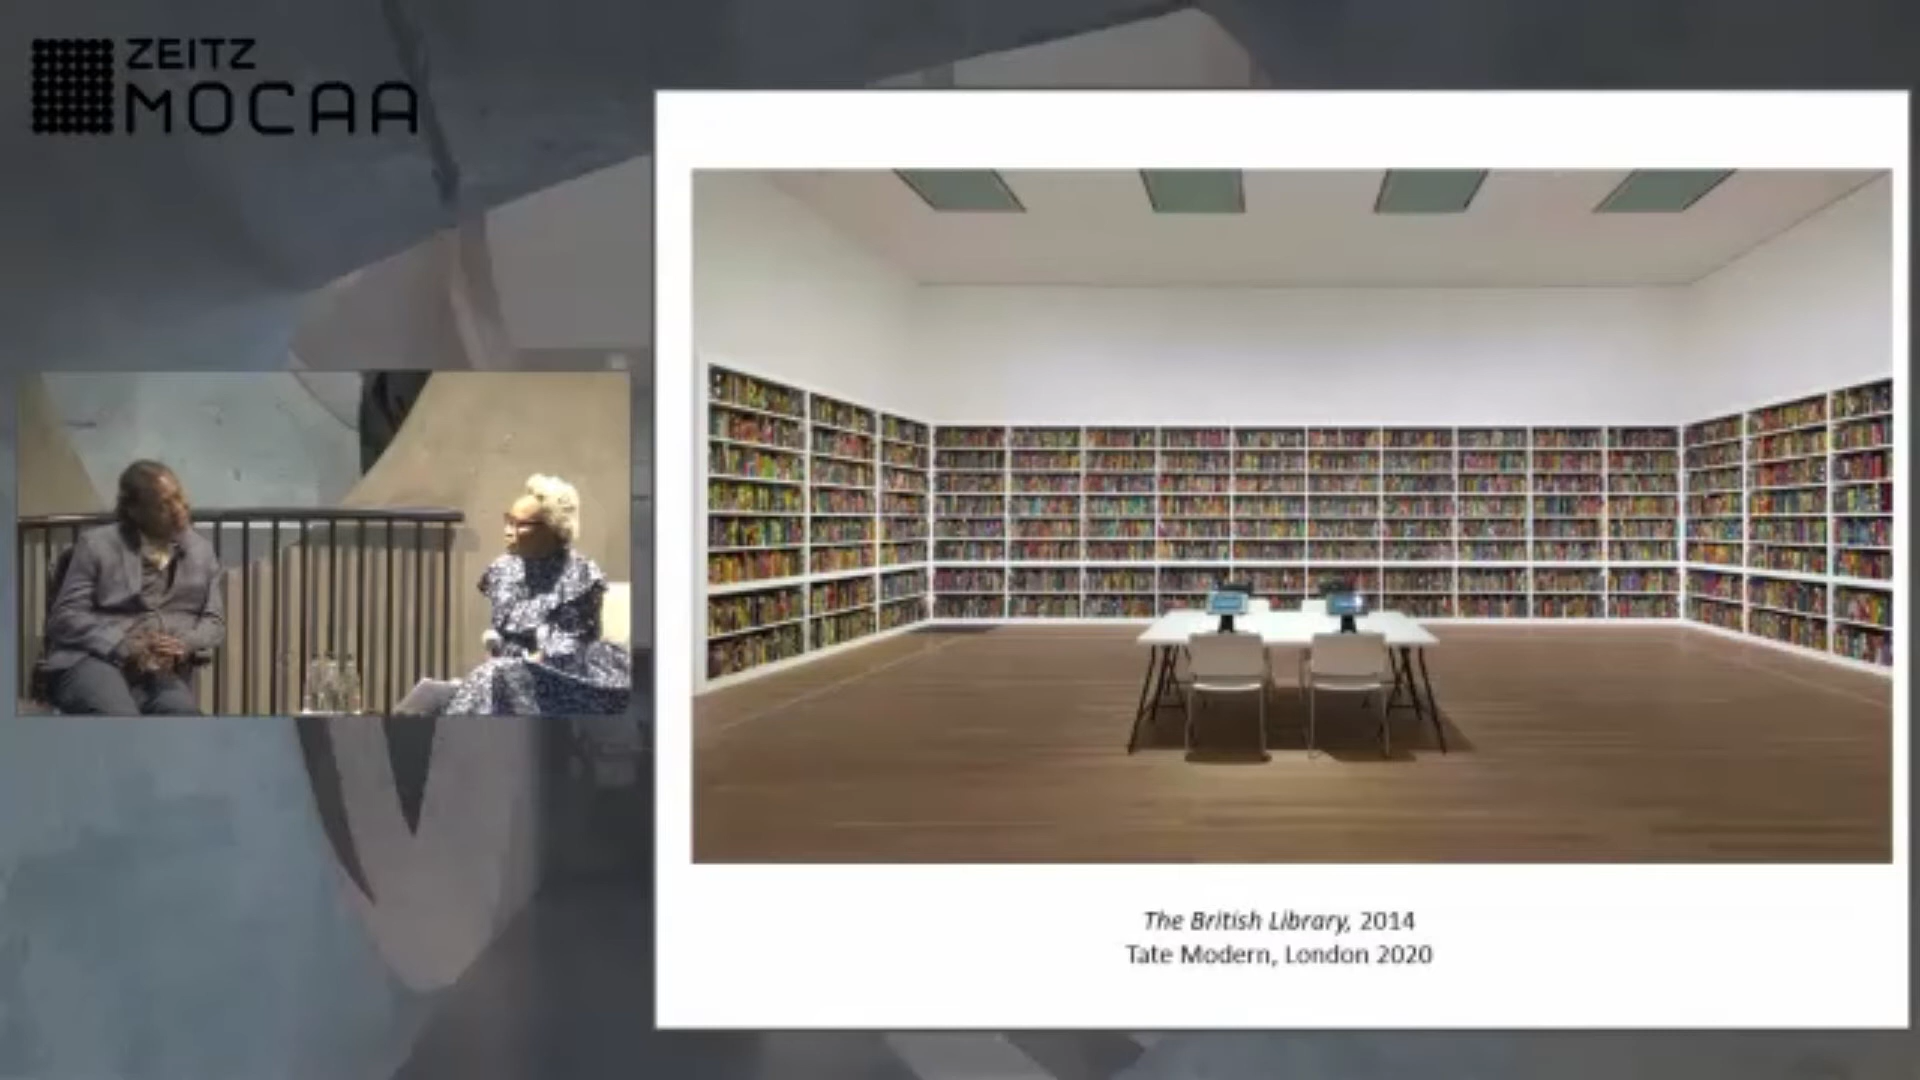 ZEITZ
MOCAA
The British Library, 2014
Tate Modern, London 2020